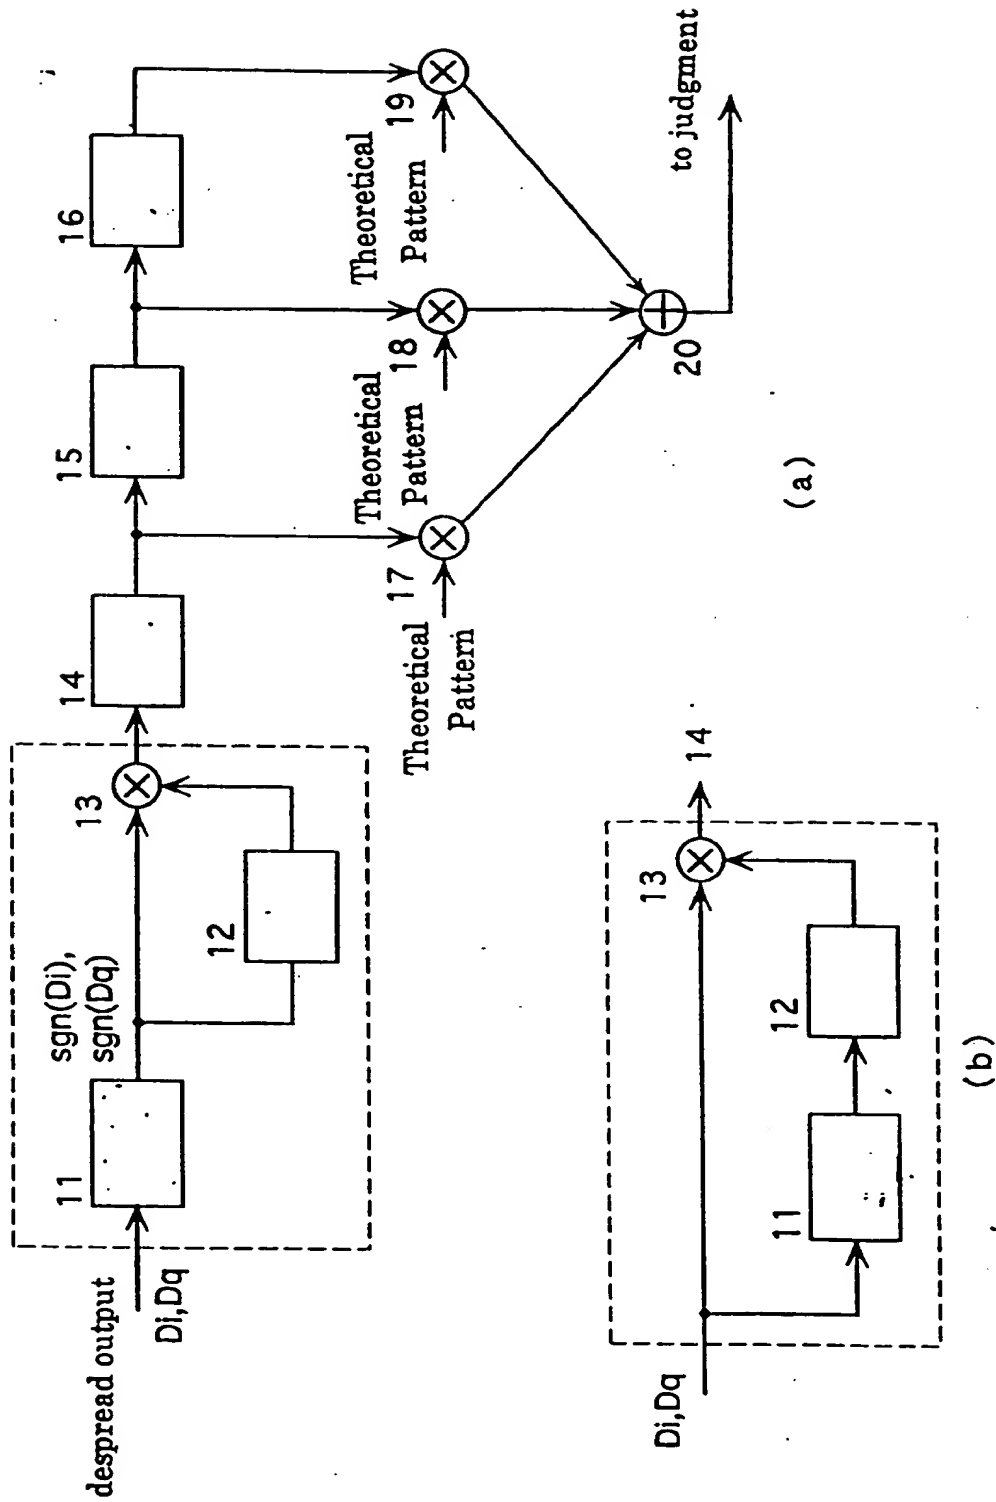 despread output
Di,Dq
11
sgn(Di),
sgn(Dq)
12
13
14
15
16
Theoretical
Pattern
17
Theoretical
Pattern
18
Theoretical
Pattern
19
20
to judgment
(a)
Di,Dq
11
12
13
14
(b)